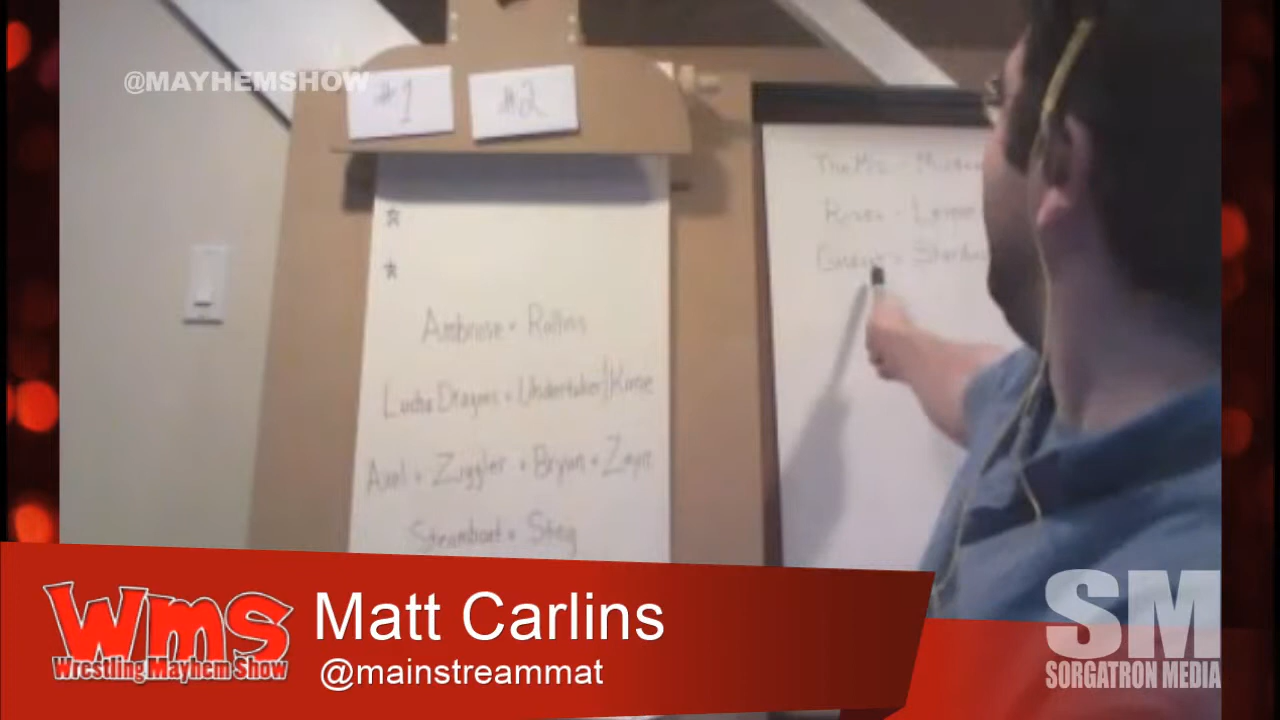 @MAYHEMSHOW
#1 #2
The Miz -
Rusev -
Ambrose - Rollins
Lucha Dragons - Undertaker/Kane
Axel - Ziggler - Bryan - Zayn
Steamboat - Sting
Wms
Wrestling Mayhem Show
Matt Carlins
@mainstreammat
SM
SORGATRON MEDIA